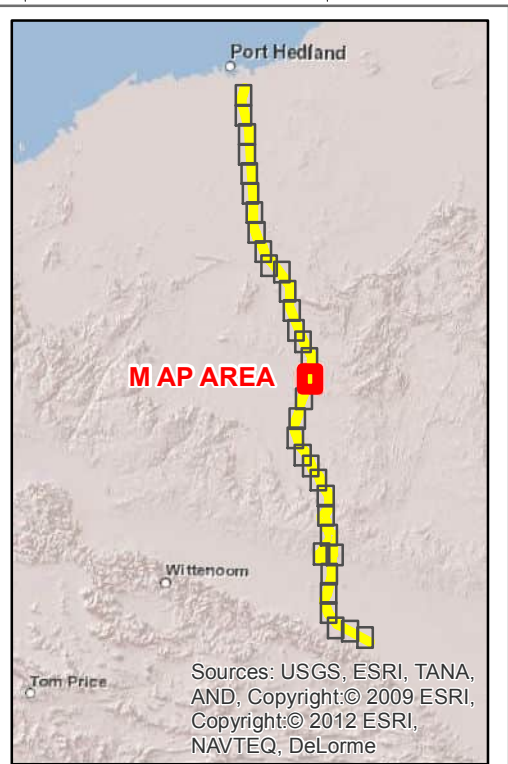 Port Hedland
M AP AREA
Wittenoom
Tom Price
Sources: USGS, ESRI, TANA,
AND, Copyright:© 2009 ESRI,
Copyright:© 2012 ESRI,
NAVTEQ, DeLorme